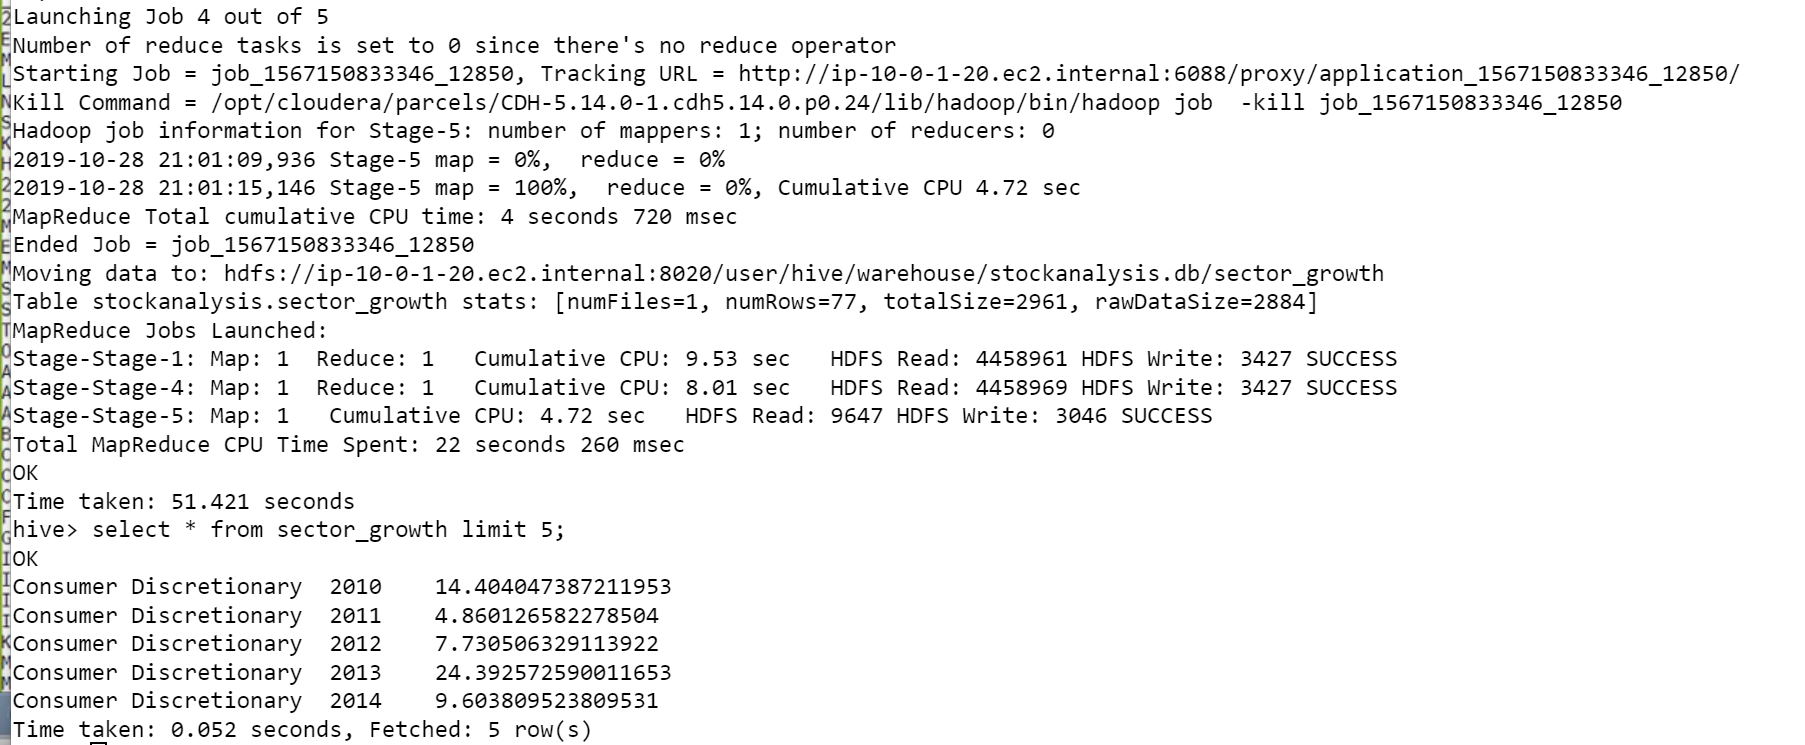 Launching Job 4 out of 5
Number of reduce tasks is set to 0 since there's no reduce operator
Starting Job = job_1567150833346_12850, Tracking URL = http://ip-10-0-1-20.ec2.internal:6088/proxy/application_1567150833346_12850/
Kill Command = /opt/cloudera/parcels/CDH-5.14.0-1.cdh5.14.0.p0.24/lib/hadoop/bin/hadoop job  -kill job_1567150833346_12850
Hadoop job information for Stage-5: number of mappers: 1; number of reducers: 0
2019-10-28 21:01:09,936 Stage-5 map = 0%,  reduce = 0%
2019-10-28 21:01:15,146 Stage-5 map = 100%,  reduce = 0%, Cumulative CPU 4.72 sec
MapReduce Total cumulative CPU time: 4 seconds 720 msec
Ended Job = job_1567150833346_12850
Moving data to: hdfs://ip-10-0-1-20.ec2.internal:8020/user/hive/warehouse/stockanalysis.db/sector_growth
Table stockanalysis.sector_growth stats: [numFiles=1, numRows=77, totalSize=2961, rawDataSize=2884]
MapReduce Jobs Launched:
Stage-Stage-1: Map: 1  Reduce: 1   Cumulative CPU: 9.53 sec   HDFS Read: 4458961 HDFS Write: 3427 SUCCESS
Stage-Stage-4: Map: 1  Reduce: 1   Cumulative CPU: 8.01 sec   HDFS Read: 4458969 HDFS Write: 3427 SUCCESS
Stage-Stage-5: Map: 1   Cumulative CPU: 4.72 sec   HDFS Read: 9647 HDFS Write: 3046 SUCCESS
Total MapReduce CPU Time Spent: 22 seconds 260 msec
OK
Time taken: 51.421 seconds
hive> select * from sector_growth limit 5;
OK
Consumer Discretionary  2010    14.404047387211953
Consumer Discretionary  2011    4.860126582278504
Consumer Discretionary  2012    7.730506329113922
Consumer Discretionary  2013    24.392572590011653
Consumer Discretionary  2014    9.603809523809531
Time taken: 0.052 seconds, Fetched: 5 row(s)